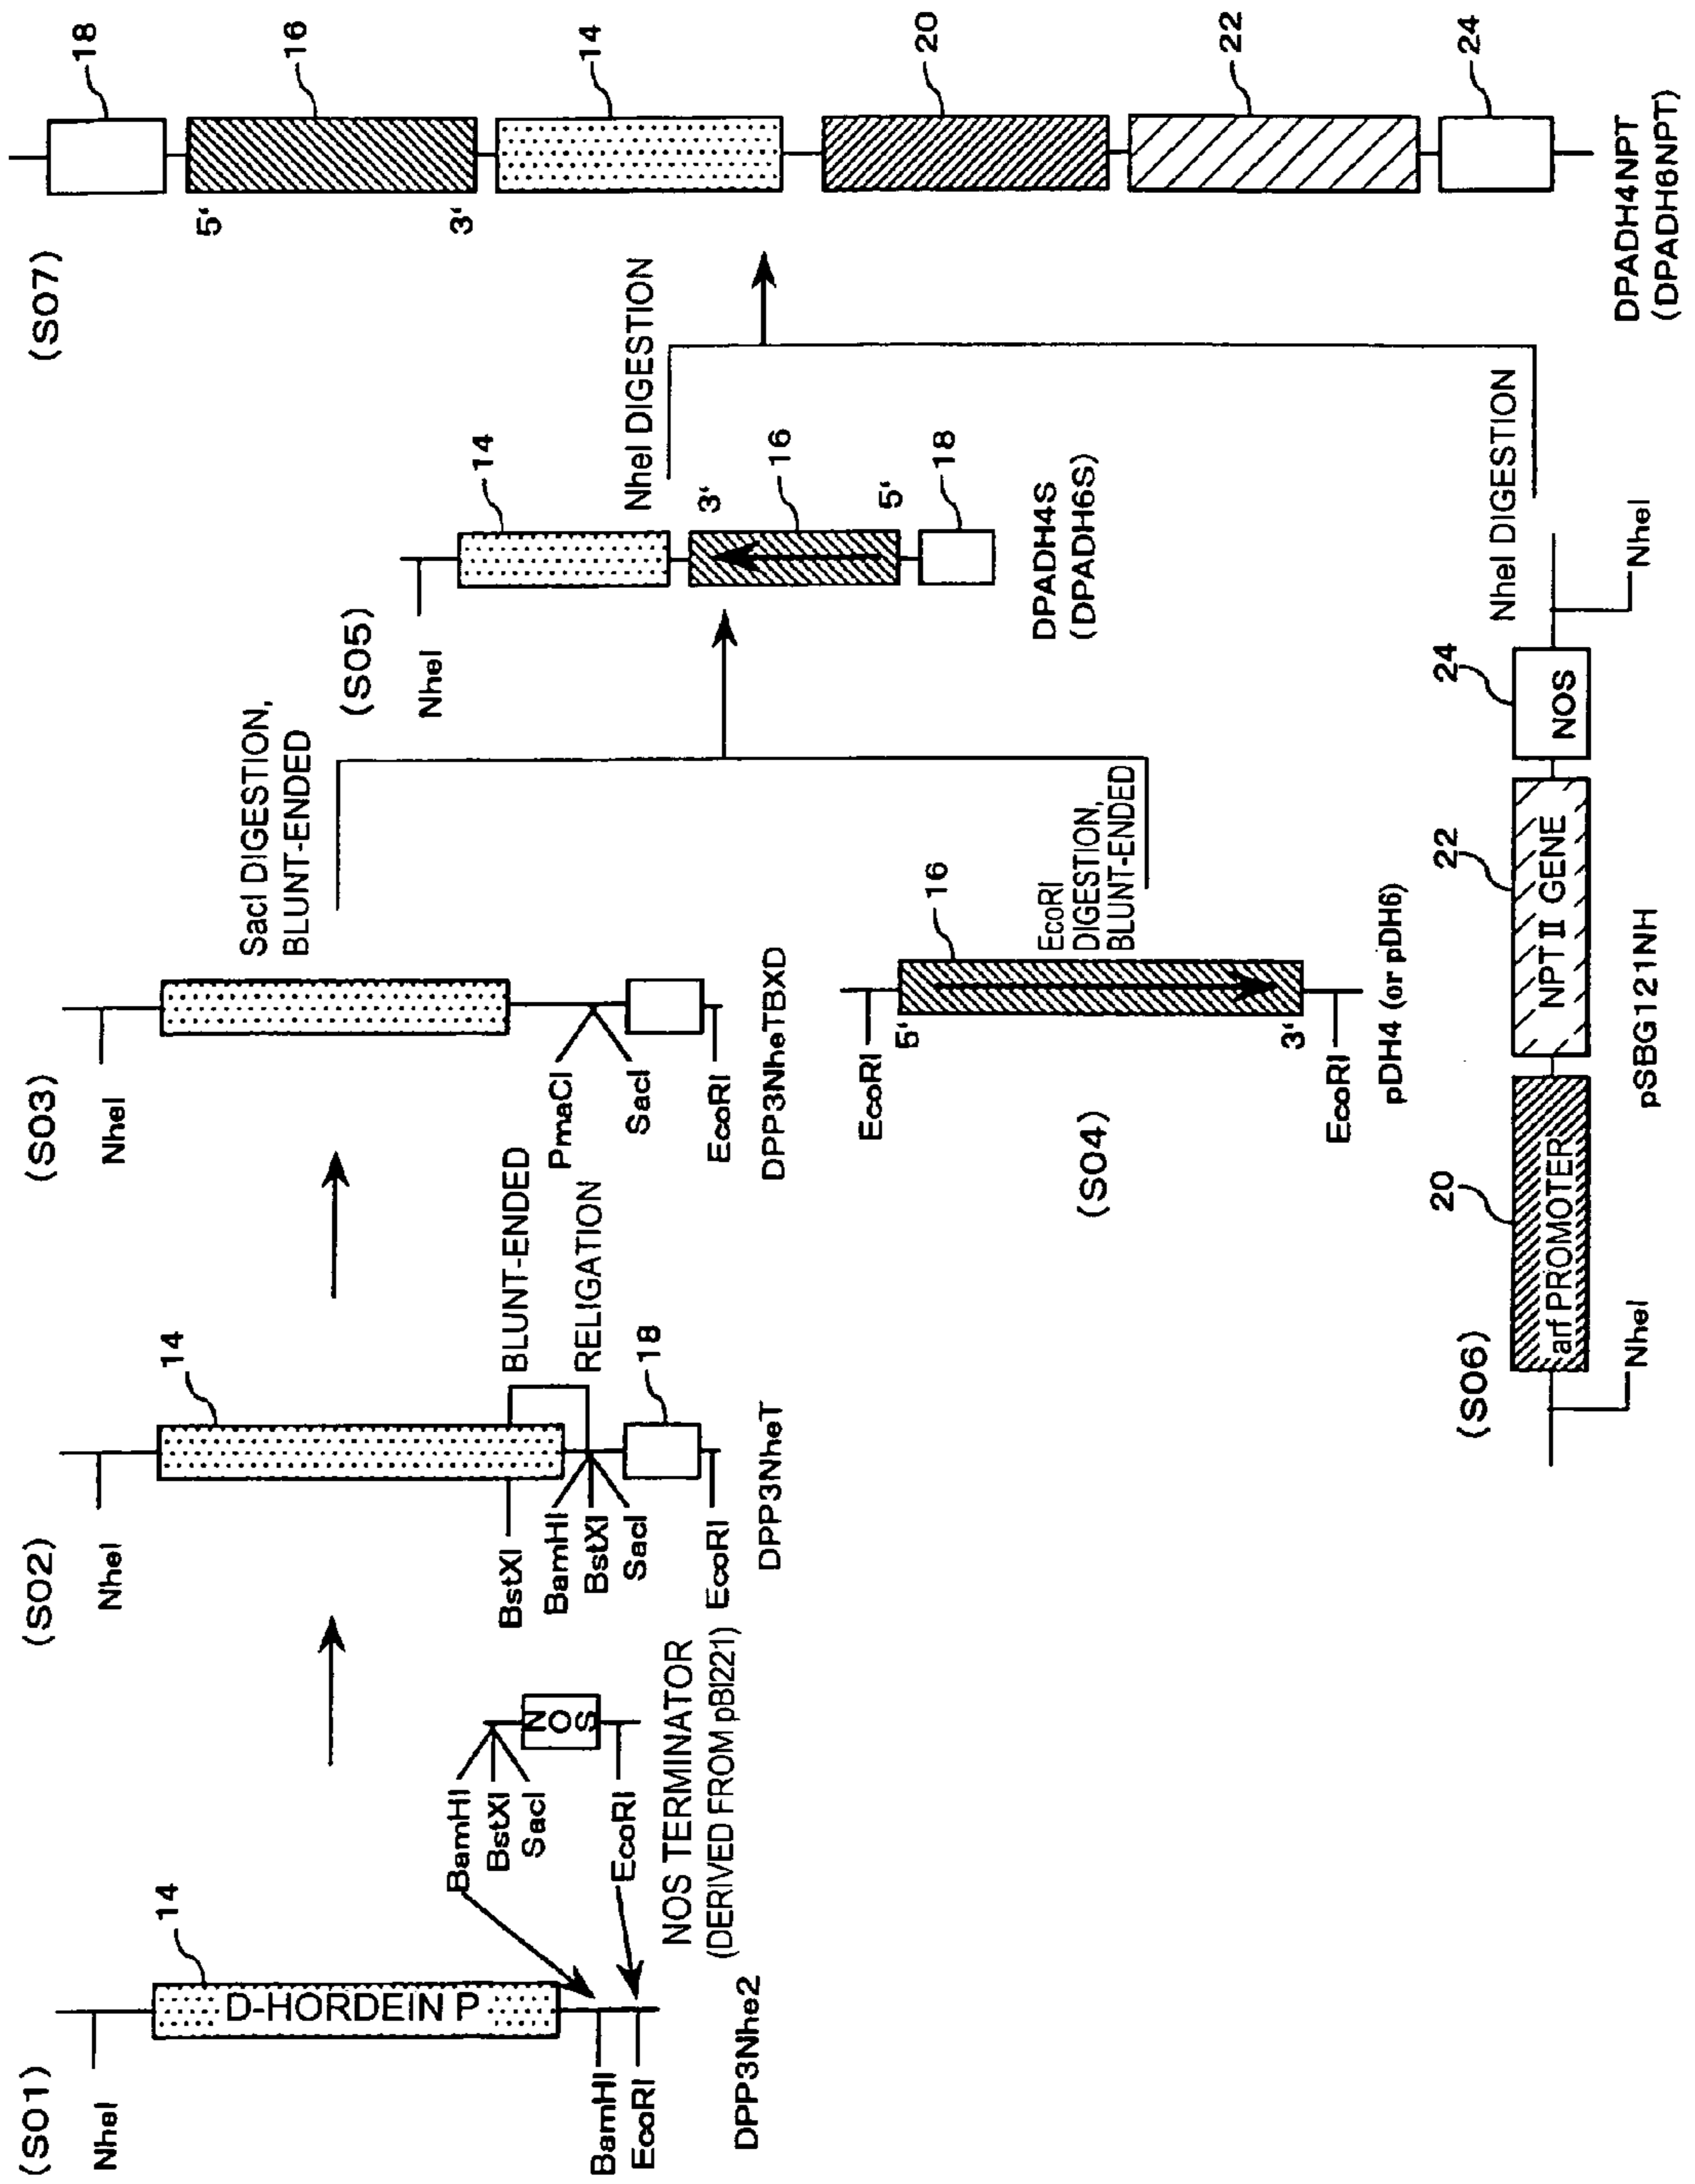 (S01)
NheI
14
D-HORDEIN P
BamHI
EcoRI
DPP3Nhe2
BamHI
BstXI
SacI
NOS
EcoRI
NOS TERMINATOR
(DERIVED FROM pBI221)
(S02)
NheI
14
BstXI
BamHI
BstXI
SacI
EcoRI
BLUNT-ENDED
RELIGATION
18
DPP3NheT
(S03)
NheI
PmaCI
SacI
EcoRI
DPP3NheTBXD
SacI DIGESTION,
BLUNT-ENDED
(S04)
EcoRI
5'
16
3'
EcoRI
pDH4 (or pDH6)
EcoRI
DIGESTION,
BLUNT-ENDED
(S05)
NheI
14
3'
16
5'
18
DPADH4S
(DPADH6S)
NheI DIGESTION
(S06)
NheI
20
arf PROMOTER
22
NPT II GENE
24
NOS
NheI
pSBG121NH
NheI DIGESTION
(S07)
18
5'
16
3'
14
20
22
24
DPADH4NPT
(DPADH6NPT)